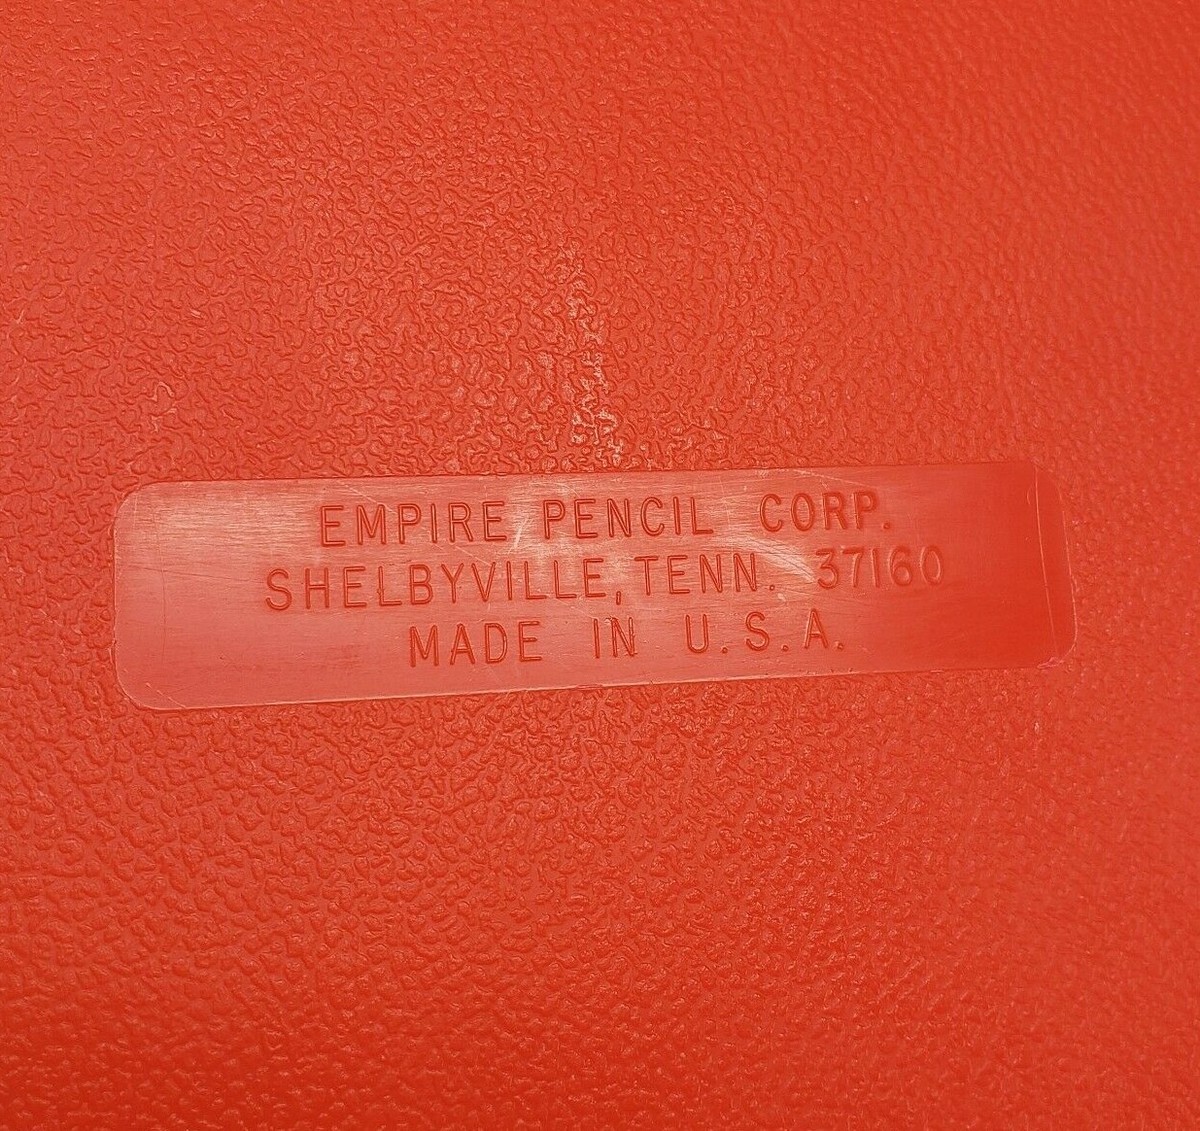 EMPIRE PENCIL CORP.
SHELBYVILLE, TENN. 37160
MADE IN U.S.A.